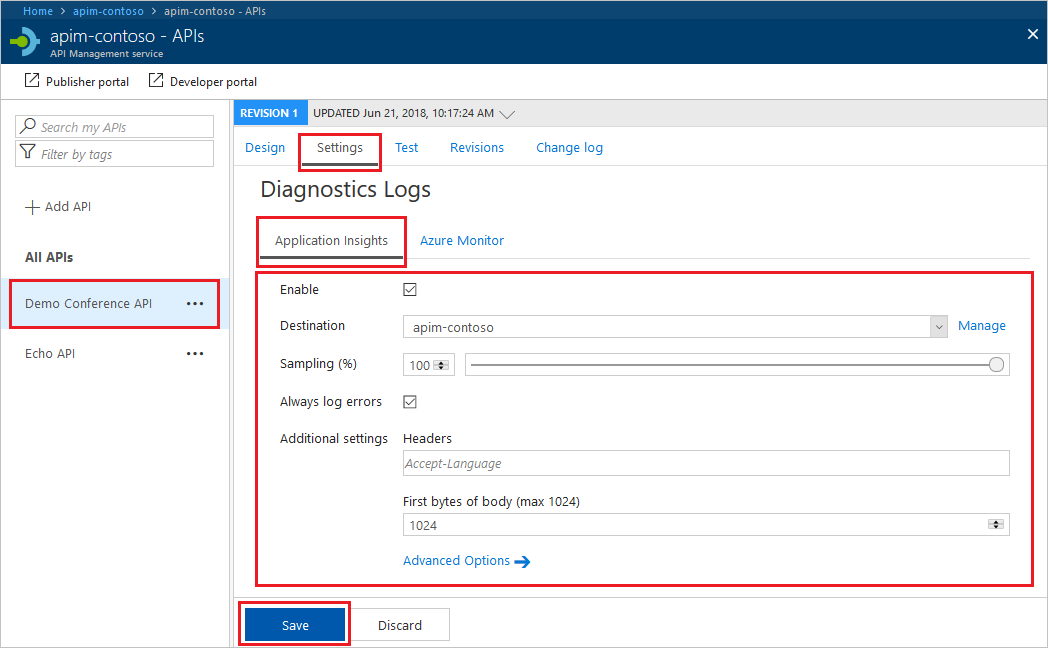 Home > apim-contoso > apim-contoso - APIs
apim-contoso - APIs
API Management service
Publisher portal Developer portal
Search my APIs
Filter by tags
Add API
All APIs
Demo Conference API ...
Echo API ...
REVISION 1 UPDATED Jun 21, 2018, 10:17:24 AM
Design Settings Test Revisions Change log
Diagnostics Logs
Application Insights Azure Monitor
Enable
Destination apim-contoso Manage
Sampling (%) 100
Always log errors
Additional settings Headers
Accept-Language
First bytes of body (max 1024)
1024
Advanced Options
Save Discard